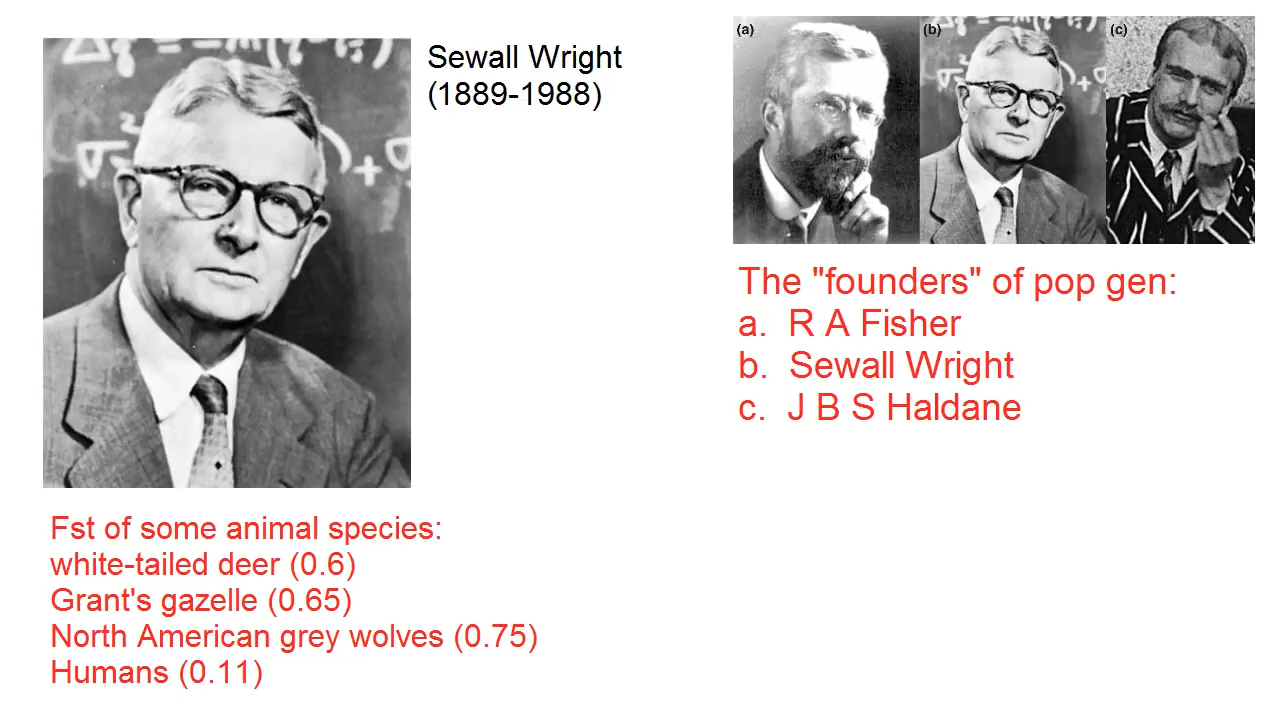 Sewall Wright
(1889-1988)
(a)
(b)
(c)
The "founders" of pop gen:
a. R A Fisher
b. Sewall Wright
c. J B S Haldane
Fst of some animal species:
white-tailed deer (0.6)
Grant's gazelle (0.65)
North American grey wolves (0.75)
Humans (0.11)